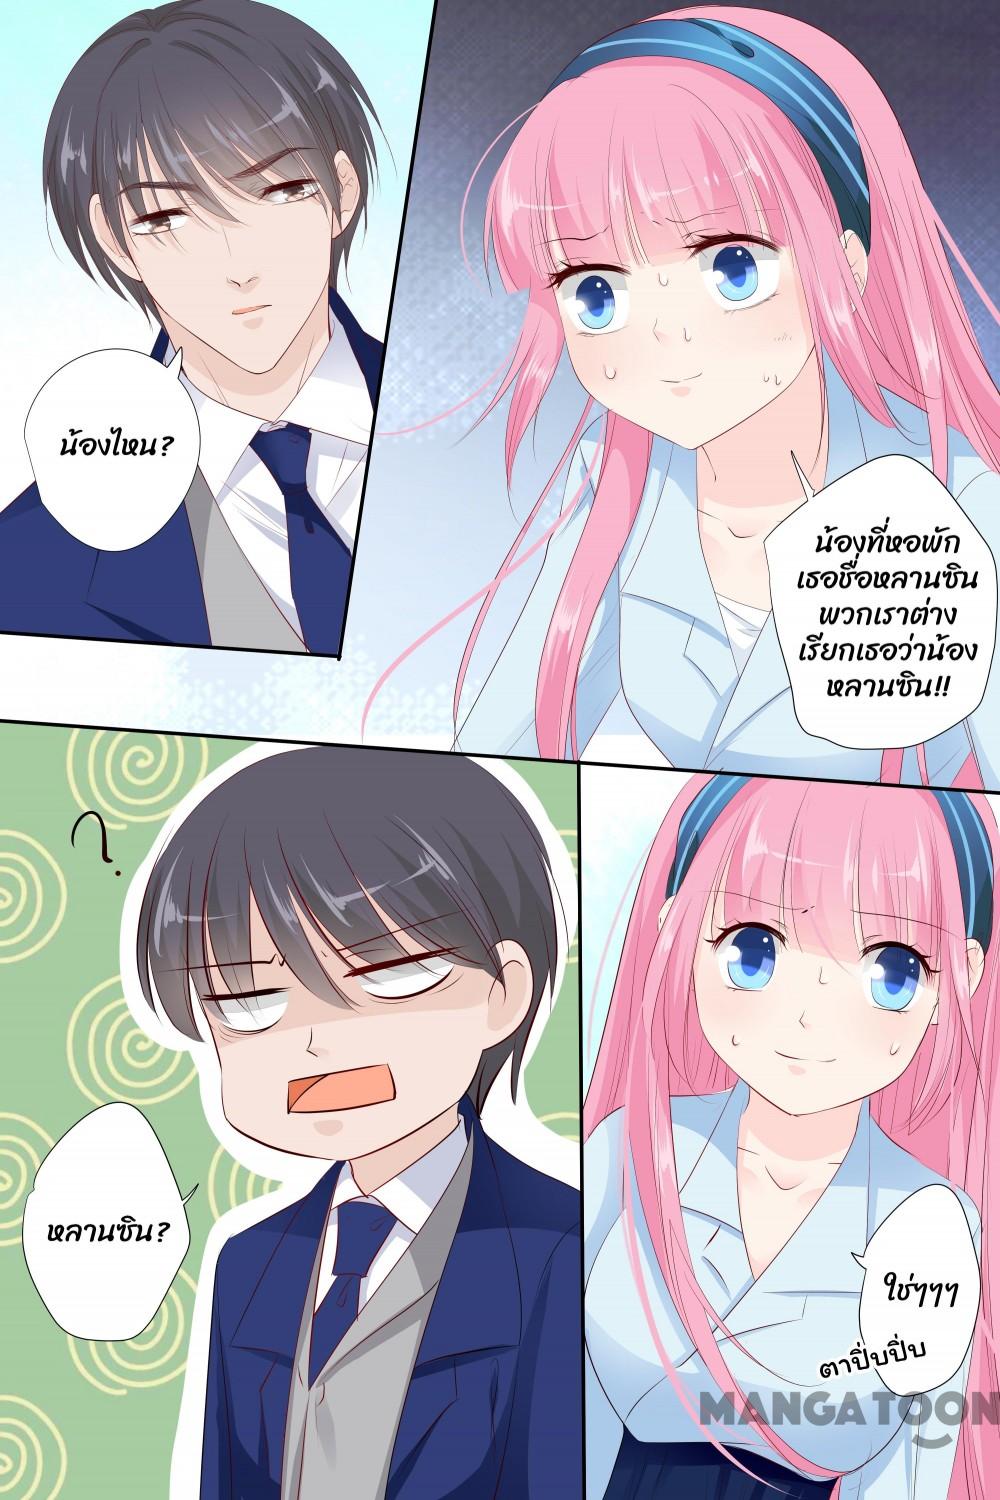 น้องไหน?
น้องที่หอพัก
เธอชื่อหลานซิน
พวกเราต่าง
เรียกเธอว่าน้อง
หลานซิน!!
?
หลานซิน?
ใช่ๆๆๆ
ตาปิ่บปิ่บ
MANGATOON